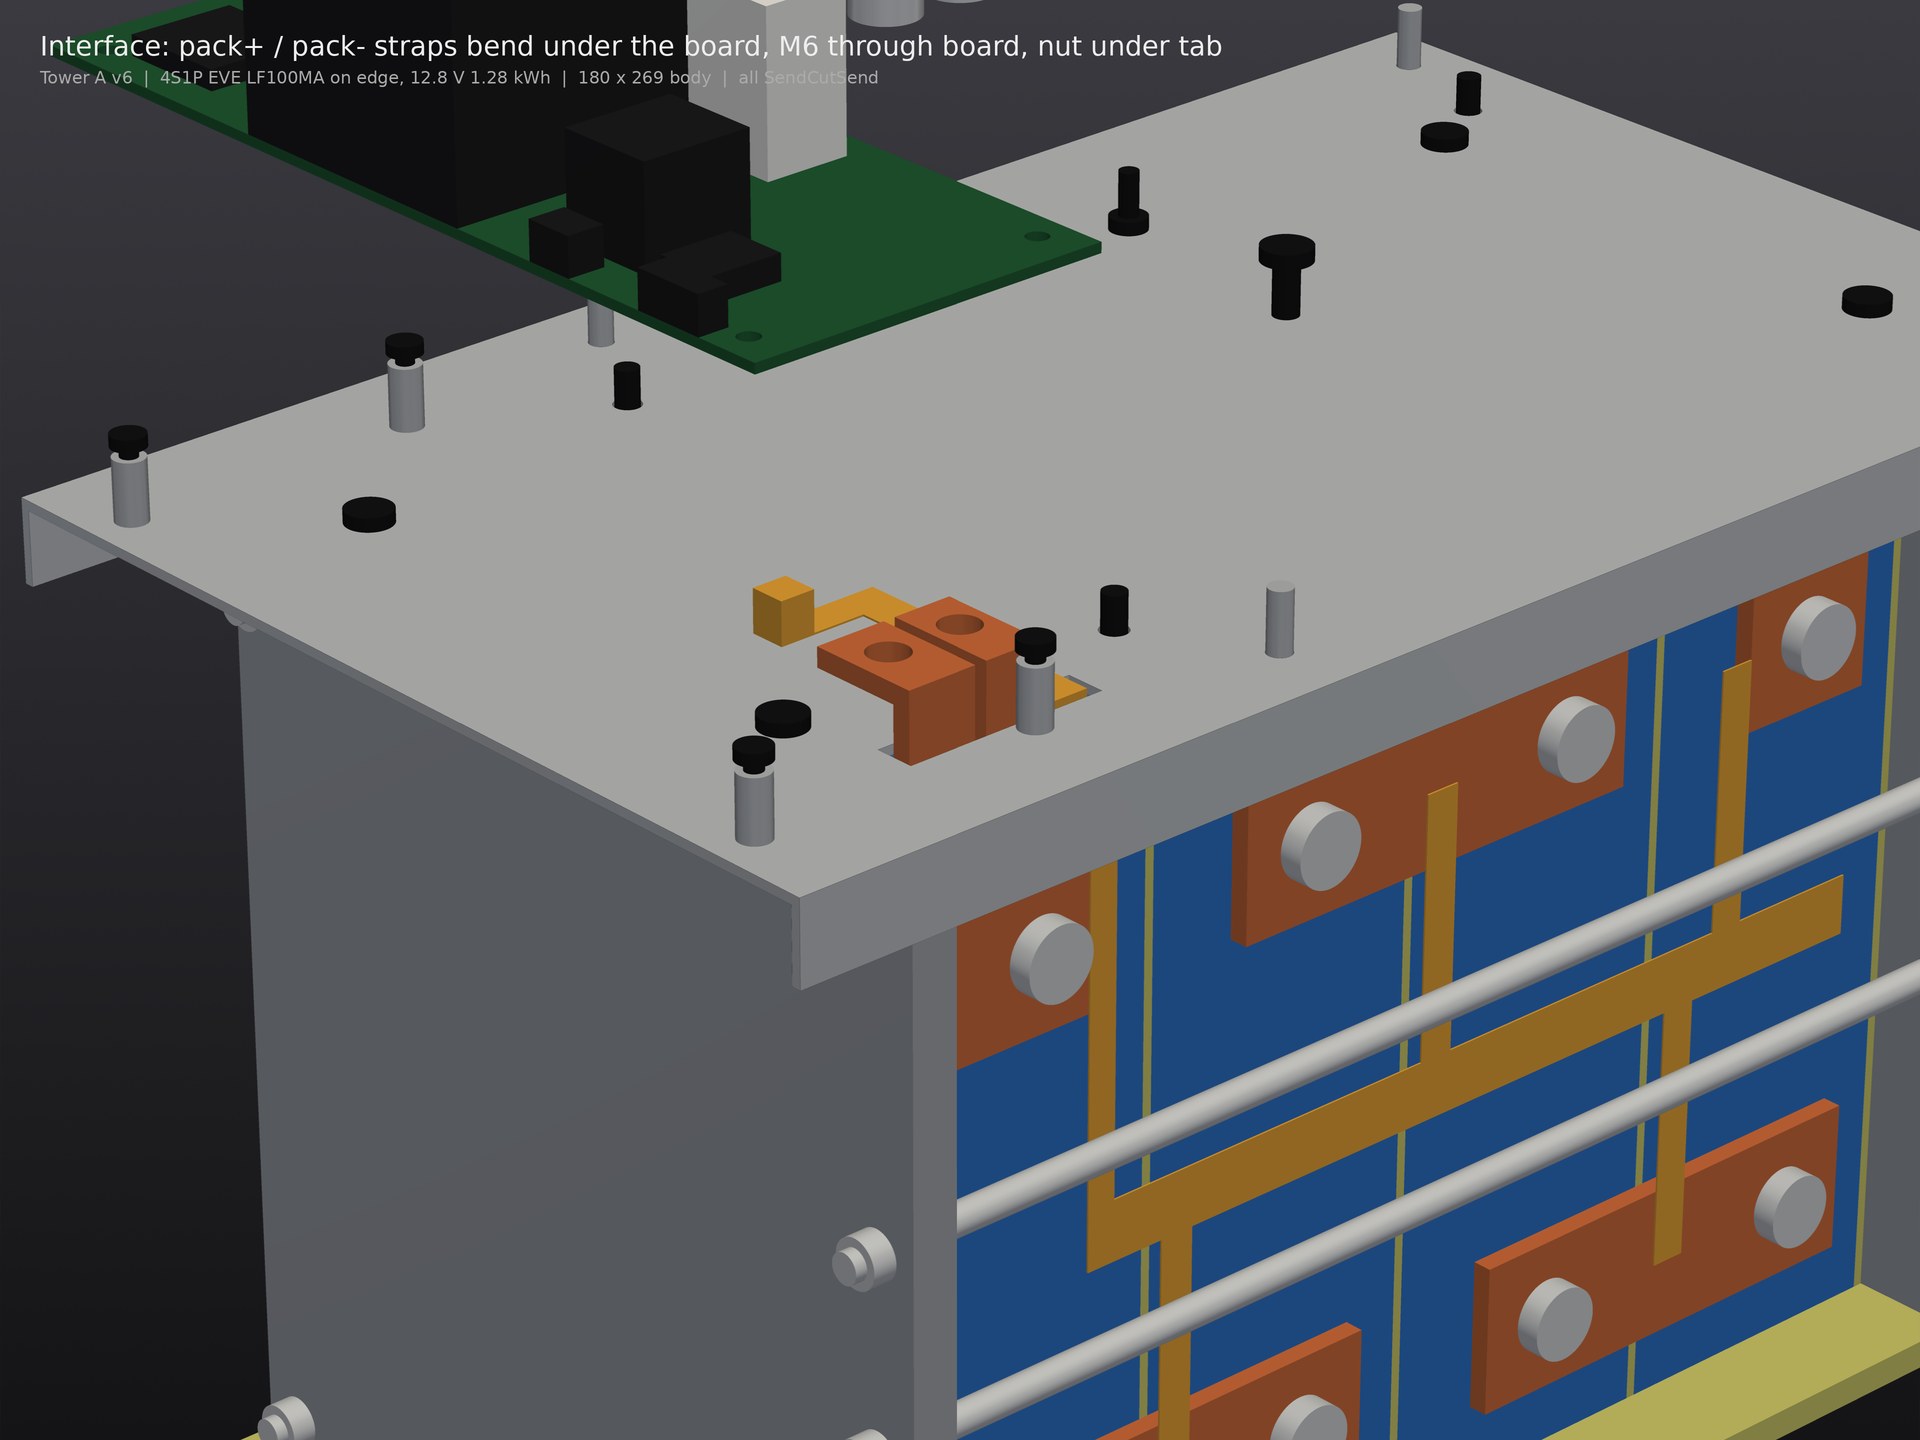 Interface: pack+ / pack- straps bend under the board, M6 through board, nut under tab
Tower A v6 | 4S1P EVE LF100MA on edge, 12.8 V 1.28 kWh | 180 x 269 body | all SendCutSend